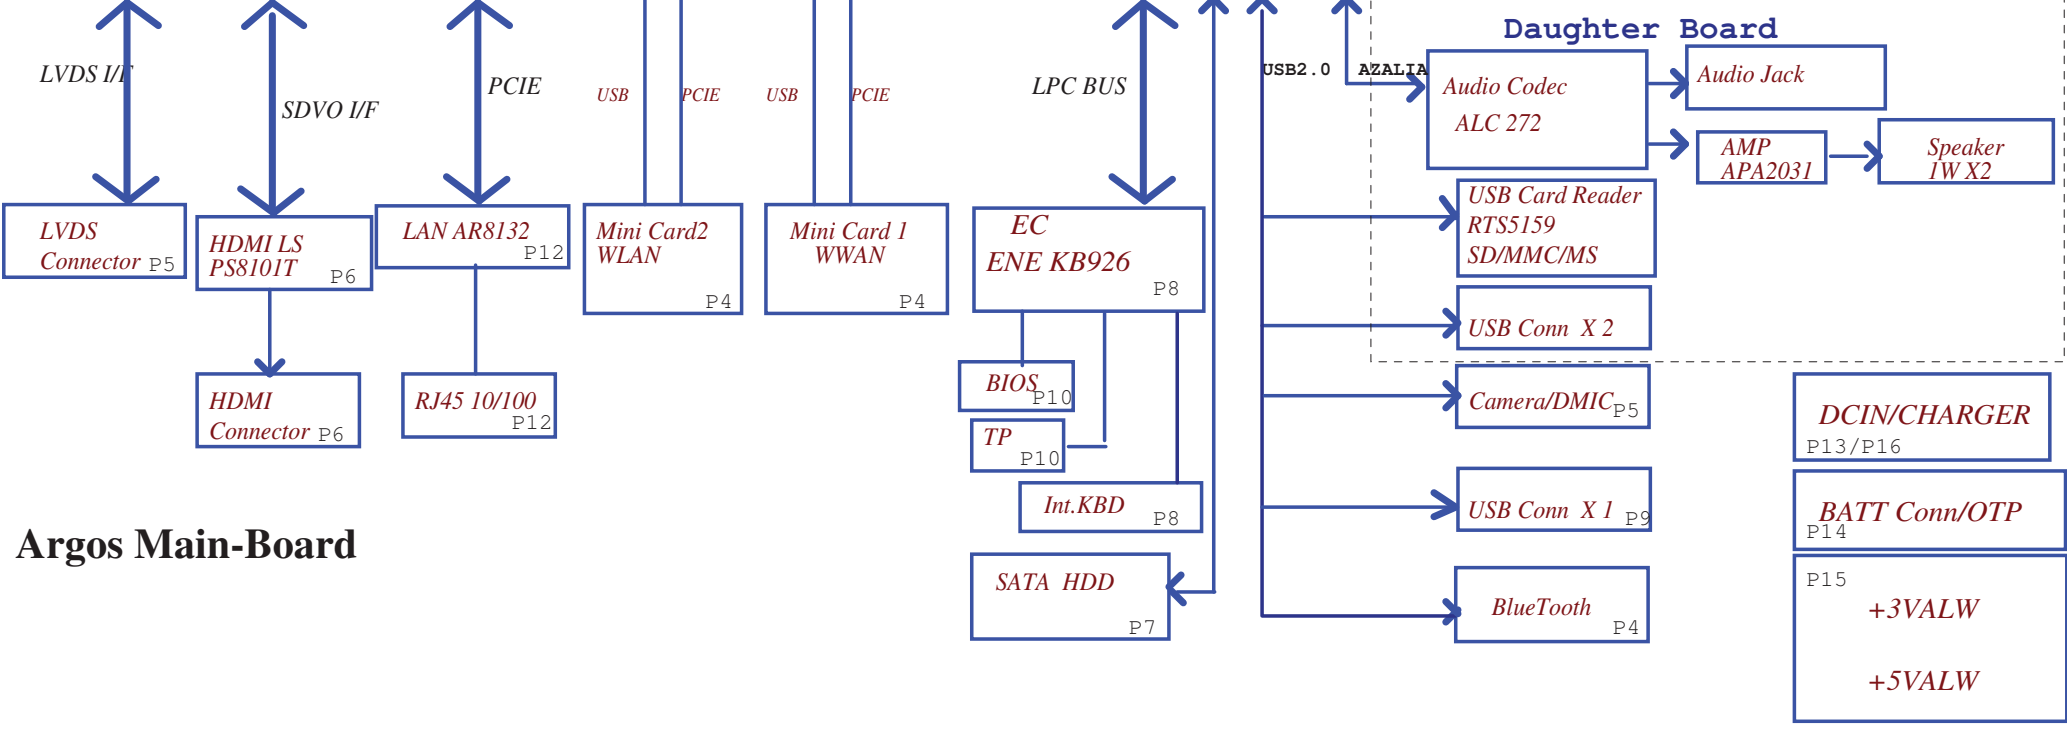 Daughter Board
LVDS I/F
SDVO I/F
PCIE
USB
PCIE
USB
PCIE
LPC BUS
USB2.0
AZALIA
Audio Codec
ALC 272
Audio Jack
AMP
APA2031
Speaker
1W X2
USB Card Reader
RTS5159
SD/MMC/MS
USB Conn X 2
LVDS
Connector P5
HDMI LS
PS8101T
P6
LAN AR8132
P12
Mini Card2
WLAN
P4
Mini Card 1
WWAN
P4
EC
ENE KB926
P8
HDMI
Connector P6
RJ45 10/100
P12
BIOS
P10
TP
P10
Int.KBD
P8
SATA HDD
P7
Camera/DMIC
P5
USB Conn X 1
P9
BlueTooth
P4
DCIN/CHARGER
P13/P16
BATT Conn/OTP
P14
P15
+3VALW
+5VALW
Argos Main-Board